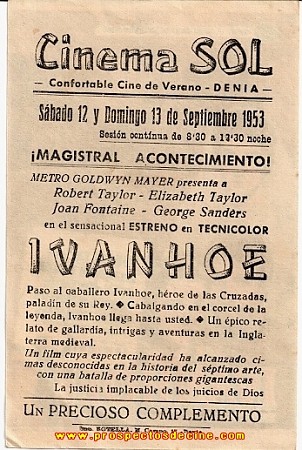 Cinema SOL
— Confortable Cine de Verano - DENIA —
Sábado 12 y Domingo 13 de Septiembre 1953
Sesión contínua de 8'30 a 12'30 noche
¡MAGISTRAL ACONTECIMIENTO!
METRO GOLDWYN MAYER presenta a
Robert Taylor - Elizabeth Taylor
Joan Fontaine - George Sanders
en el sensacional ESTRENO en TECNICOLOR
IVANHOE
Paso al caballero Ivanhoe, héroe de las Cruzadas,
paladín de su Rey. ◆ Cabalgando en el corcel de la
leyenda, Ivanhoe llega hasta usted. ◆ Un épico re-
lato de gallardía, intrigas y aventuras en la Ingla-
terra medieval.
Un film cuya espectacularidad ha alcanzado ci-
mas desconocidas en la historia del séptimo arte,
con una batalla de proporciones gigantescas
La justicia implacable de los juicios de Dios
UN PRECIOSO COMPLEMENTO
www.prospectosdecine.com